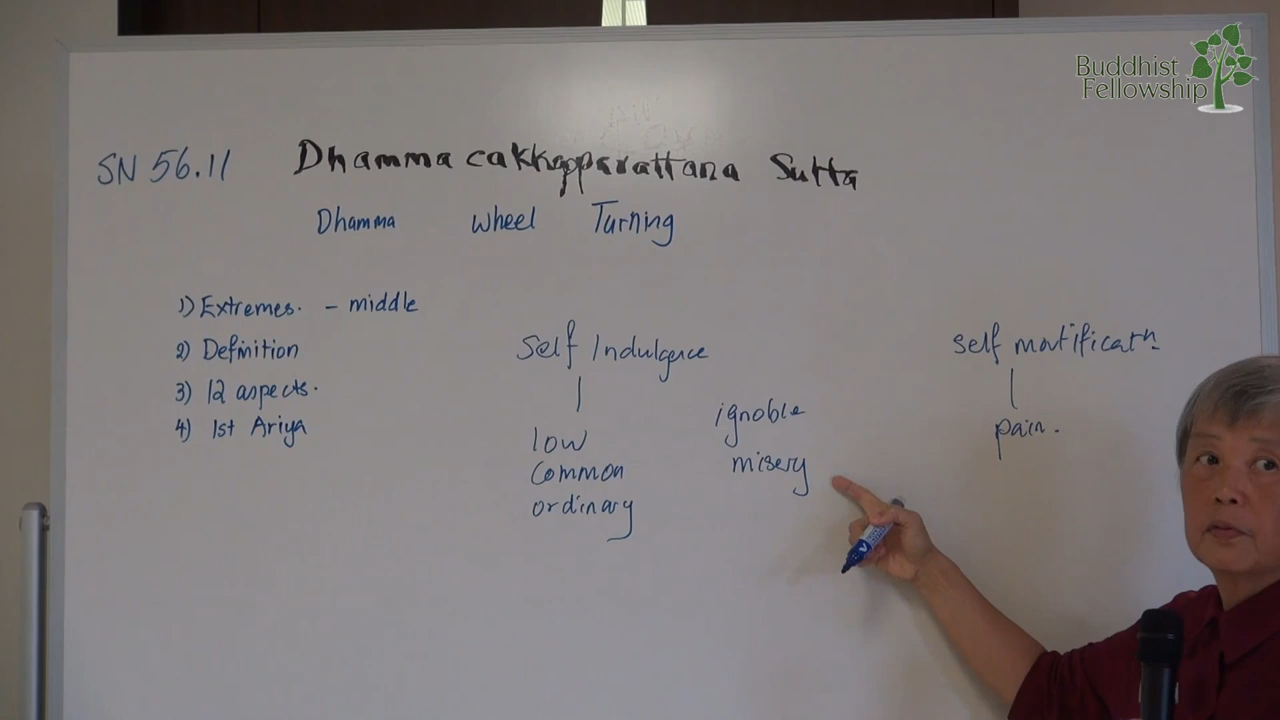 Buddhist
Fellowship
SN 56.11 Dhammacakkapparattana Sutta
Dhamma wheel Turning
1) Extremes. - middle
2) Definition
3) 12 aspects.
4) 1st Ariya
Self Indulgence
low
common
ordinary
ignoble
misery
self mortificatn.
pain.